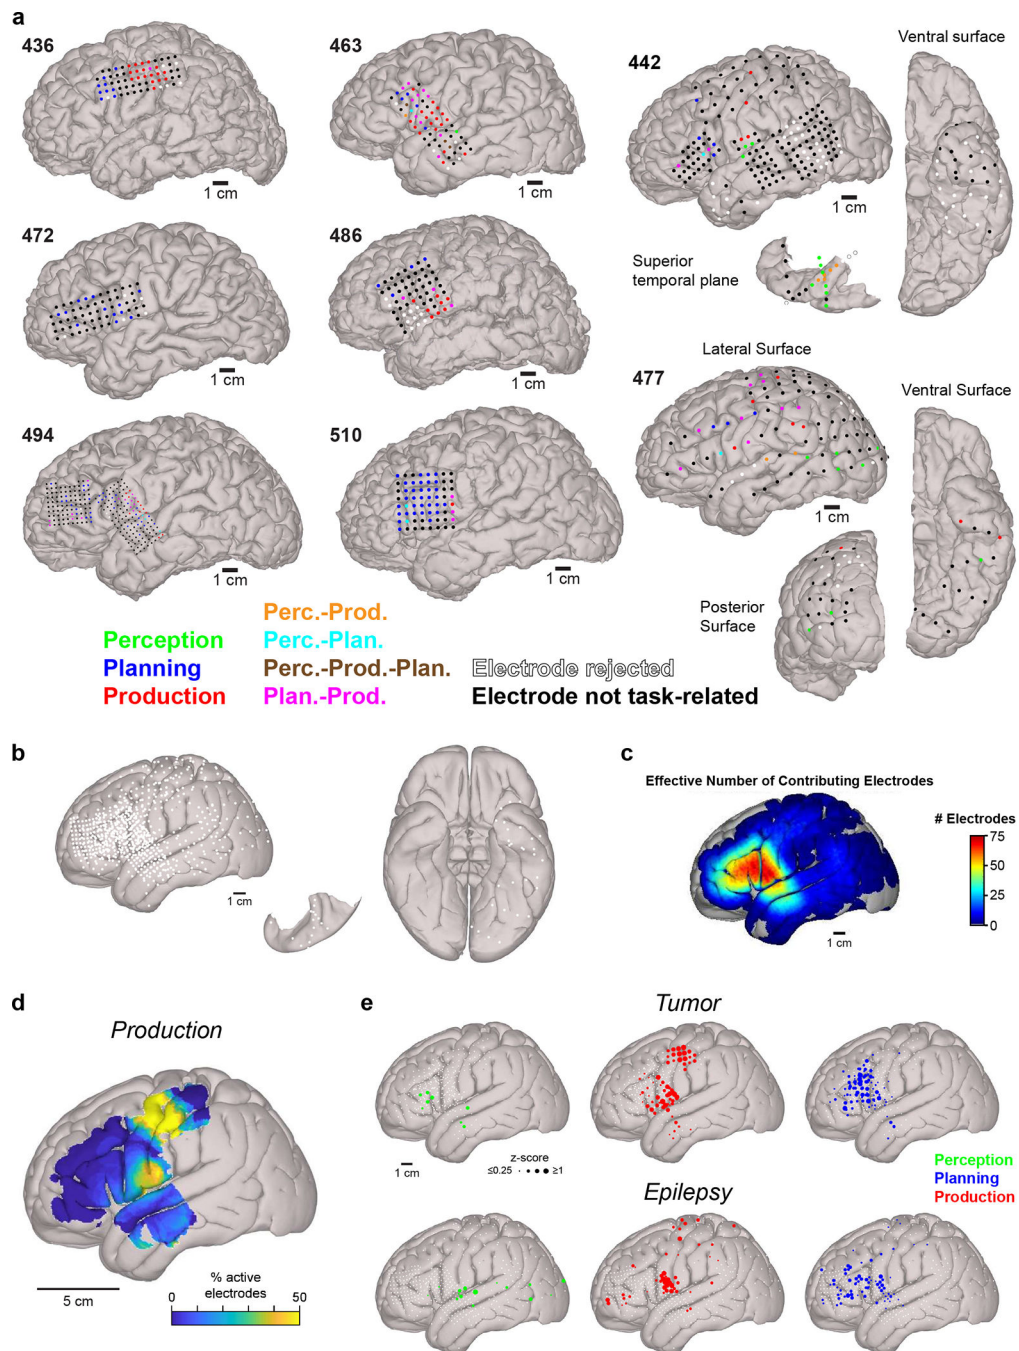 a
436
1 cm
463
1 cm
442
1 cm
Ventral surface
Superior
temporal plane
472
1 cm
486
1 cm
Lateral Surface
477
1 cm
Ventral Surface
494
1 cm
510
1 cm
Posterior
Surface
Perception
Planning
Production
Perc.-Prod.
Perc.-Plan.
Perc.-Prod.-Plan.
Plan.-Prod.
Electrode rejected
Electrode not task-related
b
1 cm
c
Effective Number of Contributing Electrodes
# Electrodes
75
50
25
0
1 cm
d
Production
5 cm
% active
electrodes
0
50
e
Tumor
1 cm
z-score
≤0.25
≥1
Perception
Planning
Production
Epilepsy